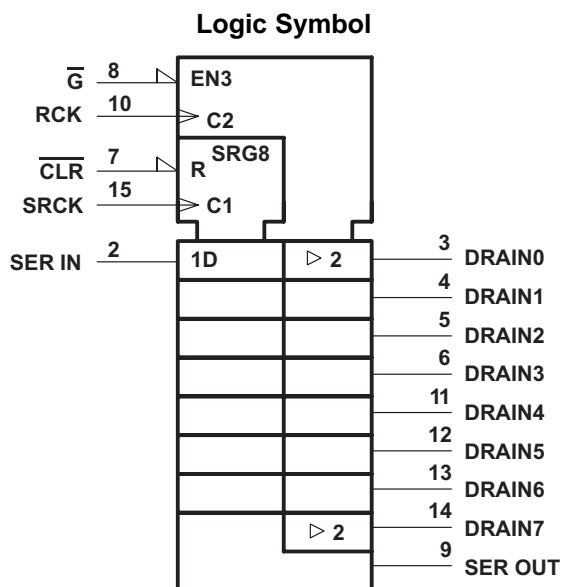 Logic Symbol
G̅ 8 EN3
RCK 10 C2
SRG8
C̅L̅R̅ 7 R
SRCK 15 C1
SER IN 2 1D ▷ 2 3 DRAIN0
4 DRAIN1
5 DRAIN2
6 DRAIN3
11 DRAIN4
12 DRAIN5
13 DRAIN6
▷ 2 14 DRAIN7
9 SER OUT